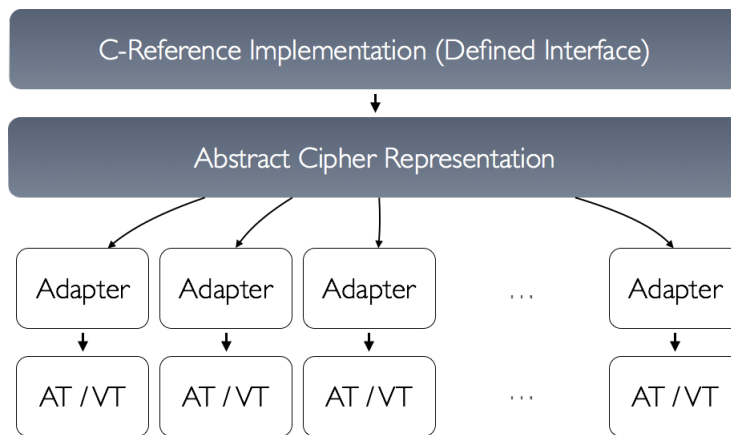 C-Reference Implementation (Defined Interface)
Abstract Cipher Representation
Adapter Adapter Adapter ... Adapter
AT / VT AT / VT AT / VT ... AT / VT